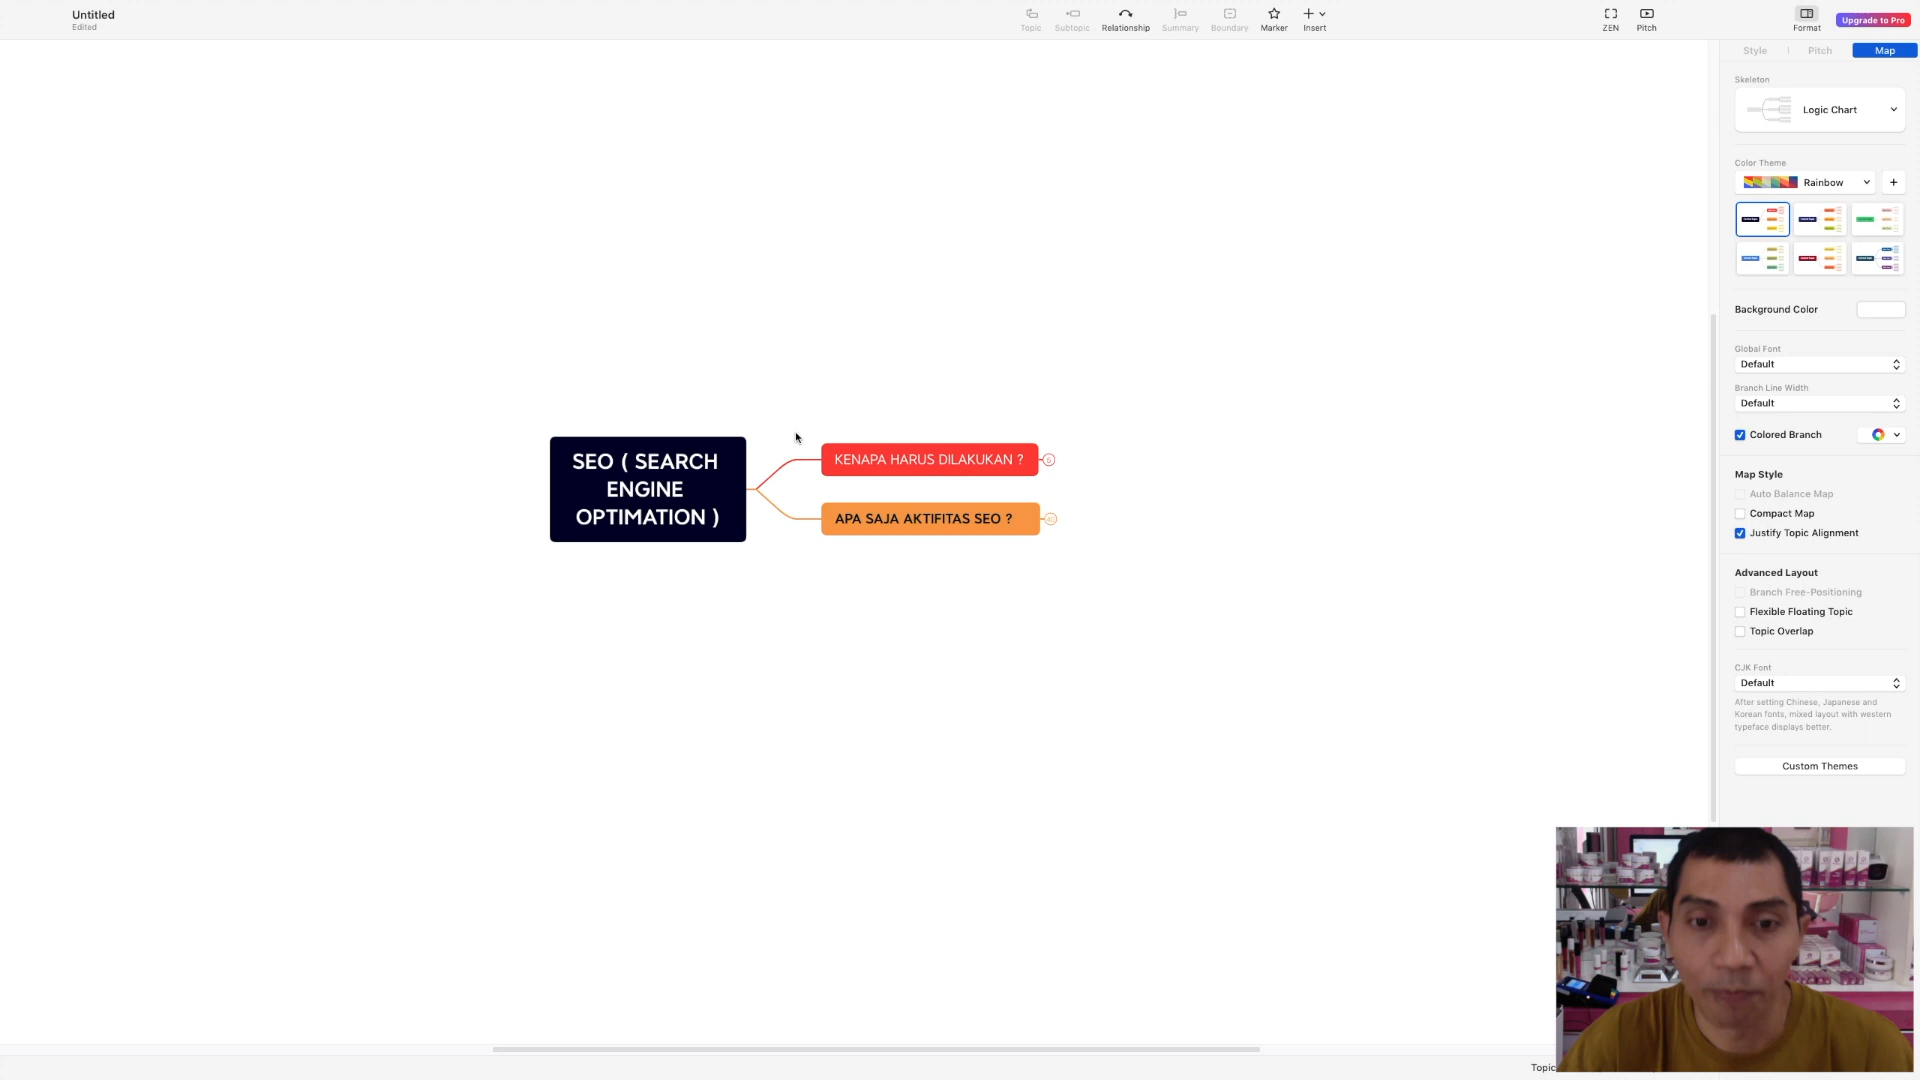 Untitled
Edited
Topic
Subtopic
Relationship
Summary
Boundary
Marker
Insert
ZEN
Pitch
Format
Upgrade to Pro
Style
Pitch
Map
Skeleton
Logic Chart
Color Theme
Rainbow
Background Color
Global Font
Default
Branch Line Width
Default
Colored Branch
Map Style
Auto Balance Map
Compact Map
Justify Topic Alignment
Advanced Layout
Branch Free-Positioning
Flexible Floating Topic
Topic Overlap
CJK Font
Default
After setting Chinese, Japanese and
Korean fonts, mixed layout with western
typeface displays better.
Custom Themes
SEO ( SEARCH
ENGINE
OPTIMATION )
KENAPA HARUS DILAKUKAN ?
APA SAJA AKTIFITAS SEO ?
Topic